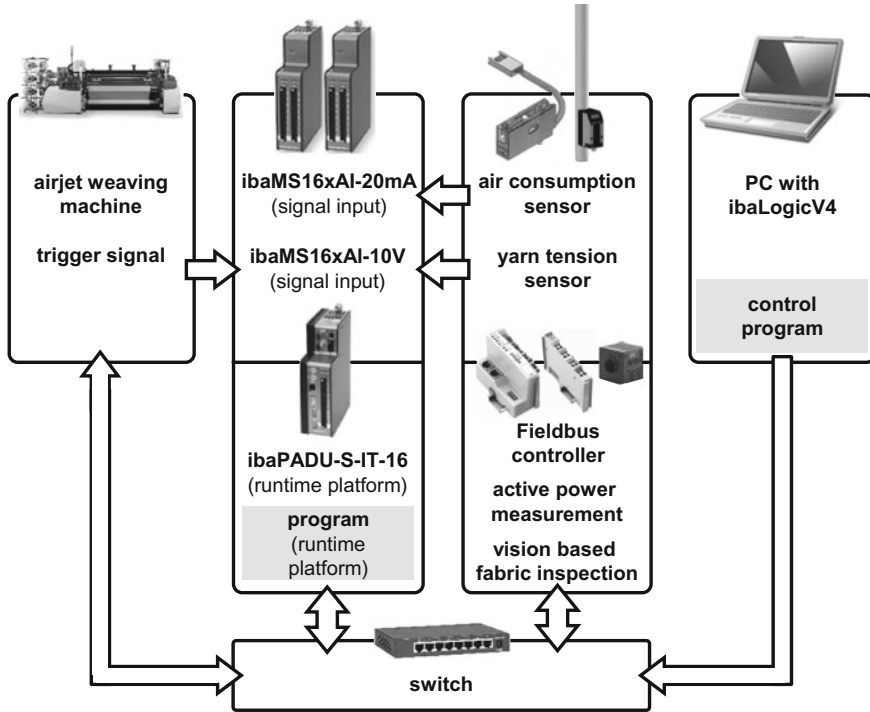 airjet weaving
machine
trigger signal
ibaMS16xAI-20mA
(signal input)
ibaMS16xAI-10V
(signal input)
ibaPADU-S-IT-16
(runtime platform)
program
(runtime
platform)
air consumption
sensor
yarn tension
sensor
Fieldbus
controller
active power
measurement
vision based
fabric inspection
PC with
ibaLogicV4
control
program
switch